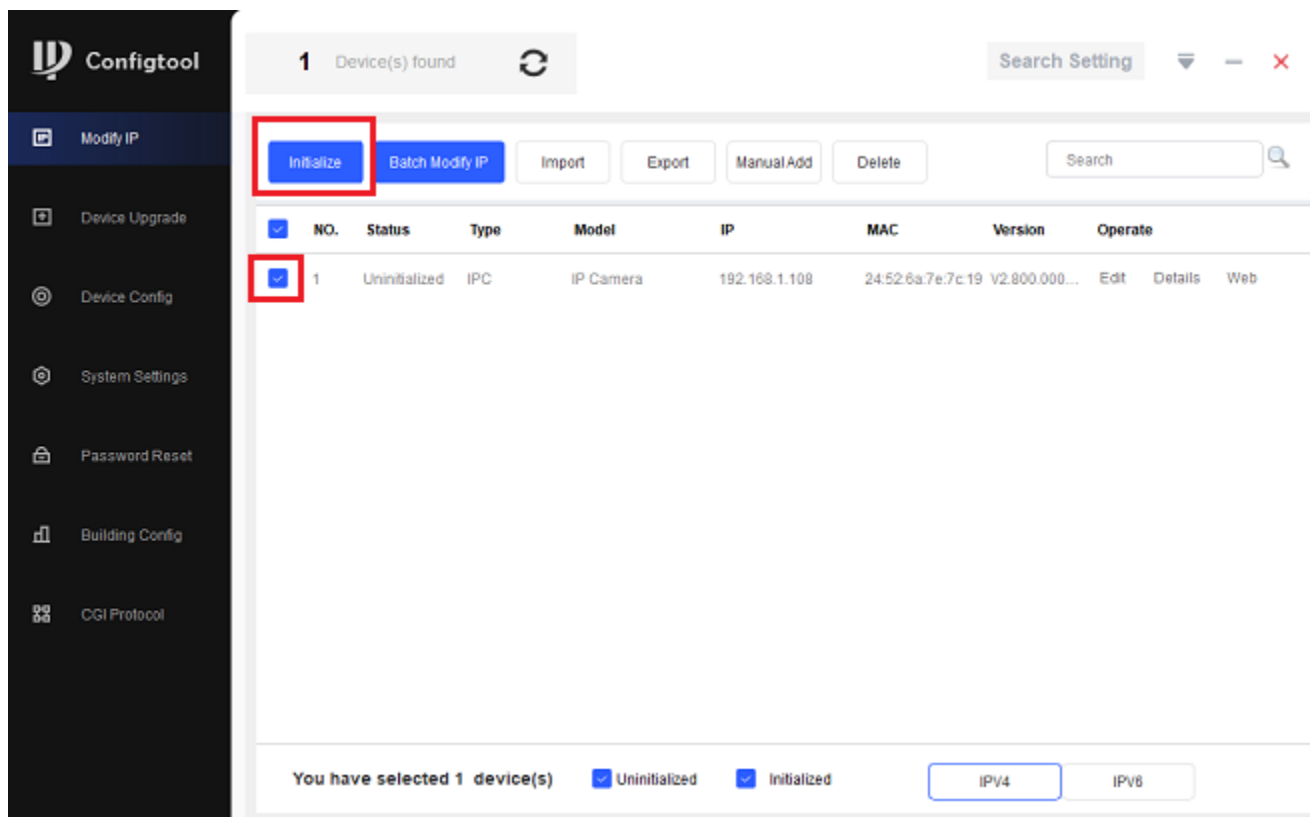 Configtool
1 Device(s) found
Search Setting
Modify IP
Device Upgrade
Device Config
System Settings
Password Reset
Building Config
CGI Protocol
Initialize Batch Modify IP Import Export Manual Add Delete Search
NO. Status Type Model IP MAC Version Operate
1 Uninitialized IPC IP Camera 192.168.1.108 24:52:6a:7e:7c:19 V2.800.000... Edit Details Web
You have selected 1 device(s) Uninitialized Initialized IPV4 IPV6